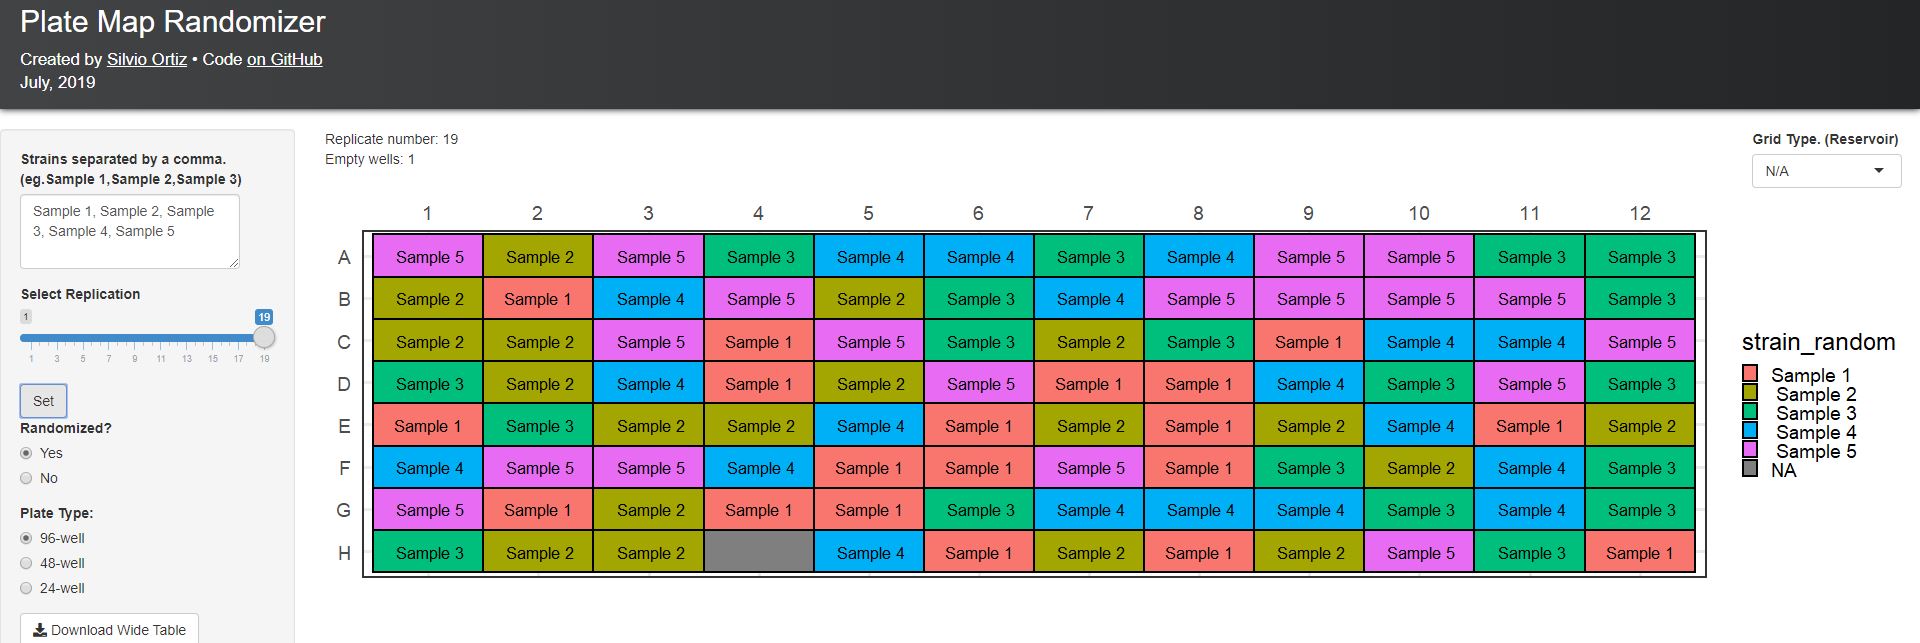 Plate Map Randomizer
Created by Silvio Ortiz • Code on GitHub
July, 2019
Strains separated by a comma.
(eg.Sample 1,Sample 2,Sample 3)
Sample 1, Sample 2, Sample
3, Sample 4, Sample 5
Select Replication
1 19
1 3 5 7 9 11 13 15 17 19
Set
Randomized?
Yes
No
Plate Type:
96-well
48-well
24-well
Download Wide Table
Replicate number: 19
Empty wells: 1
Grid Type. (Reservoir)
N/A
1 2 3 4 5 6 7 8 9 10 11 12
A Sample 5 Sample 2 Sample 5 Sample 3 Sample 4 Sample 4 Sample 3 Sample 4 Sample 5 Sample 5 Sample 3 Sample 3
B Sample 2 Sample 1 Sample 4 Sample 5 Sample 2 Sample 3 Sample 4 Sample 5 Sample 5 Sample 5 Sample 5 Sample 3
C Sample 2 Sample 2 Sample 5 Sample 1 Sample 5 Sample 3 Sample 2 Sample 3 Sample 1 Sample 4 Sample 4 Sample 5
D Sample 3 Sample 2 Sample 4 Sample 1 Sample 2 Sample 5 Sample 1 Sample 1 Sample 4 Sample 3 Sample 5 Sample 3
E Sample 1 Sample 3 Sample 2 Sample 2 Sample 4 Sample 1 Sample 2 Sample 1 Sample 2 Sample 4 Sample 1 Sample 2
F Sample 4 Sample 5 Sample 5 Sample 4 Sample 1 Sample 1 Sample 5 Sample 1 Sample 3 Sample 2 Sample 4 Sample 3
G Sample 5 Sample 1 Sample 2 Sample 1 Sample 1 Sample 3 Sample 4 Sample 4 Sample 4 Sample 3 Sample 4 Sample 3
H Sample 3 Sample 2 Sample 2 Sample 4 Sample 1 Sample 2 Sample 1 Sample 2 Sample 5 Sample 3 Sample 1
strain_random
Sample 1
Sample 2
Sample 3
Sample 4
Sample 5
NA